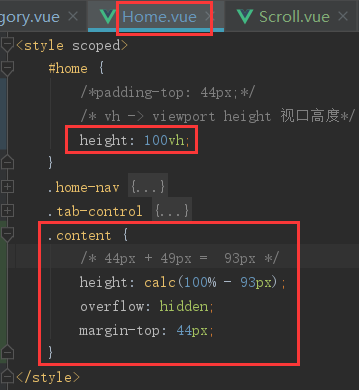 gory.vue Home.vue Scroll.vue
<style scoped>
#home {
/*padding-top: 44px;*/
/* vh -> viewport height 视口高度*/
height: 100vh;
}
.home-nav {...}
.tab-control {...}
.content {
/* 44px + 49px =  93px */
height: calc(100% - 93px);
overflow: hidden;
margin-top: 44px;
}
</style>